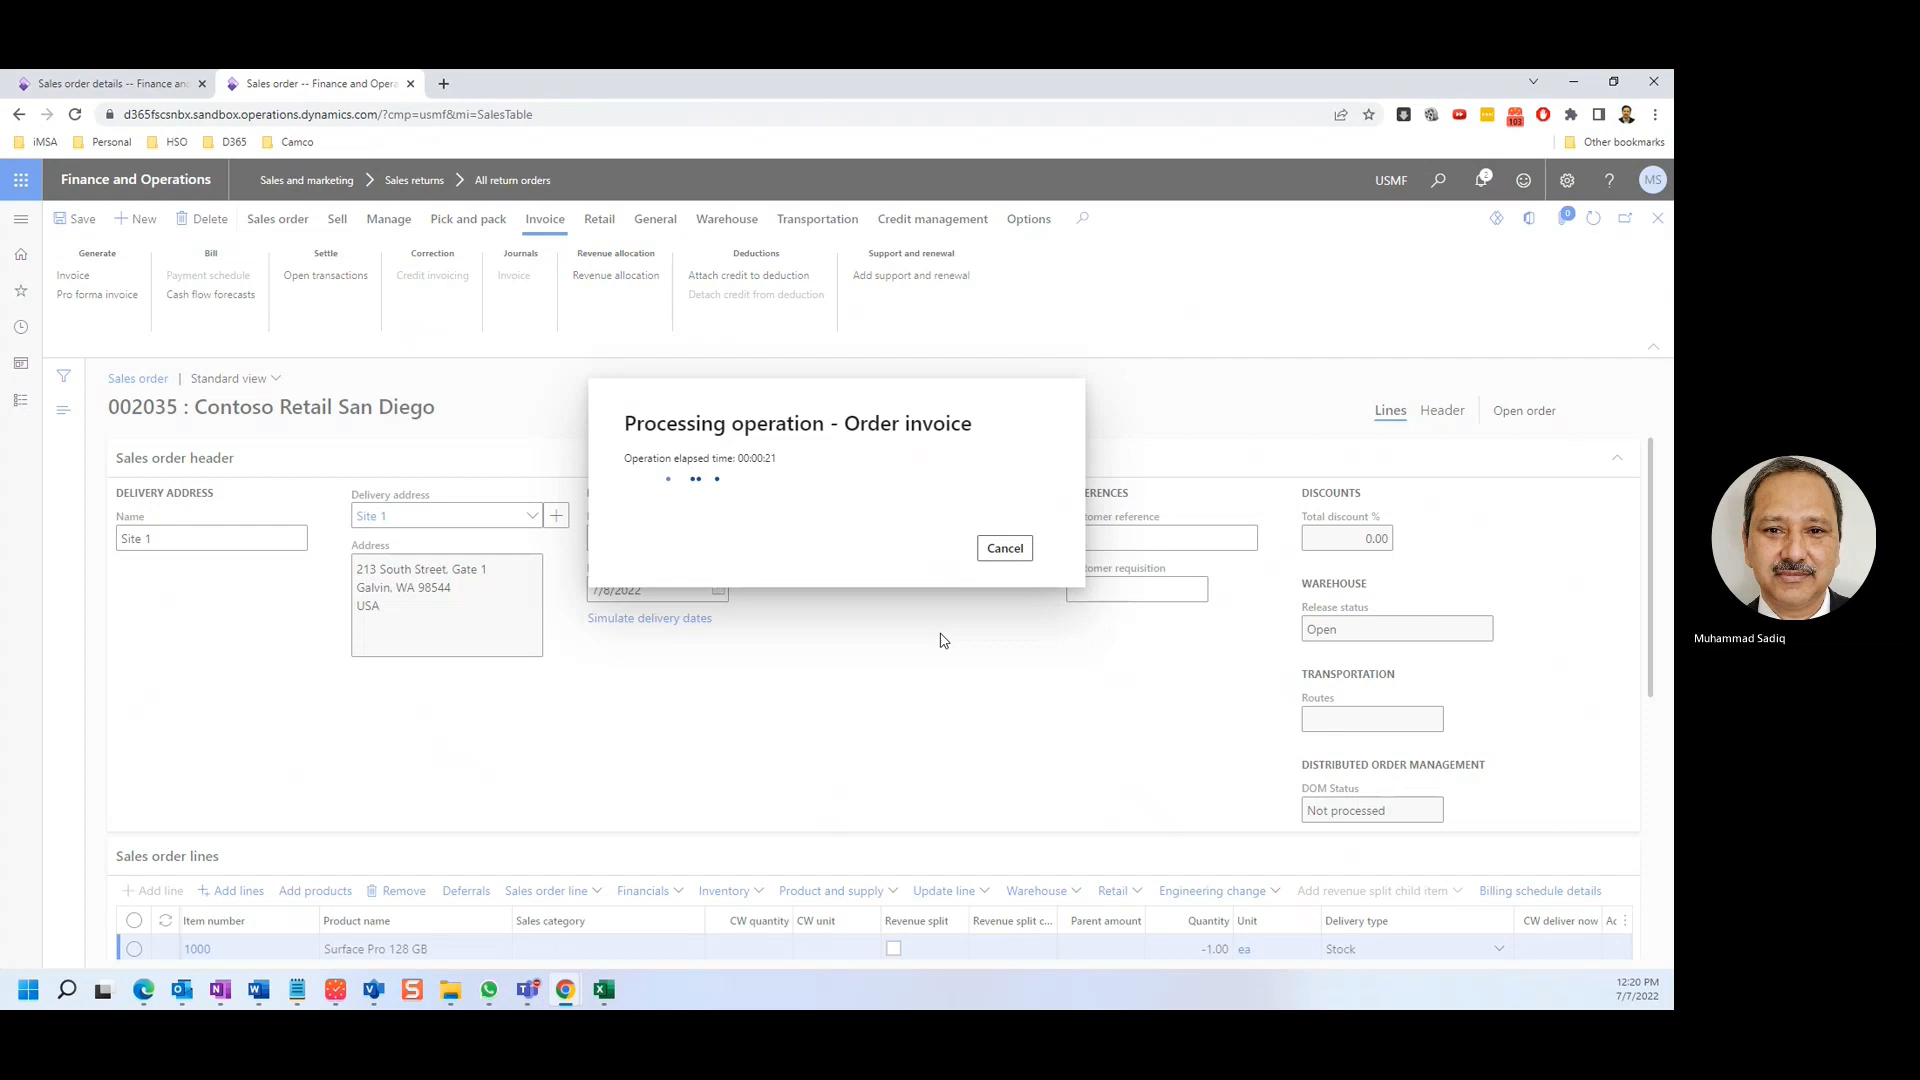 Sales order details -- Finance and
Sales order -- Finance and Opera
d365fscsnbx.sandbox.operations.dynamics.com/?cmp=usmf&mi=SalesTable
103
iMSA Personal HSO D365 Camco Other bookmarks
Finance and Operations Sales and marketing Sales returns All return orders USMF 2 ? MS
Save New Delete Sales order Sell Manage Pick and pack Invoice Retail General Warehouse Transportation Credit management Options 0
Generate Bill Settle Correction Journals Revenue allocation Deductions Support and renewal
Invoice Payment schedule Open transactions Credit invoicing Invoice Revenue allocation Attach credit to deduction Add support and renewal
Pro forma invoice Cash flow forecasts Detach credit from deduction
Sales order | Standard view
002035 : Contoso Retail San Diego
Lines Header Open order
Processing operation - Order invoice
Operation elapsed time: 00:00:21
Cancel
Sales order header
DELIVERY ADDRESS
Name
Site 1
Delivery address
Site 1
Address
213 South Street, Gate 1
Galvin, WA 98544
USA
7/8/2022
Simulate delivery dates
ERENCES
tomer reference
tomer requisition
DISCOUNTS
Total discount %
0.00
WAREHOUSE
Release status
Open
TRANSPORTATION
Routes
DISTRIBUTED ORDER MANAGEMENT
DOM Status
Not processed
Muhammad Sadiq
Sales order lines
Add line Add lines Add products Remove Deferrals Sales order line Financials Inventory Product and supply Update line Warehouse Retail Engineering change Add revenue split child item Billing schedule details
Item number Product name Sales category CW quantity CW unit Revenue split Revenue split c... Parent amount Quantity Unit Delivery type CW deliver now Ac
1000 Surface Pro 128 GB -1.00 ea Stock
12:20 PM
7/7/2022